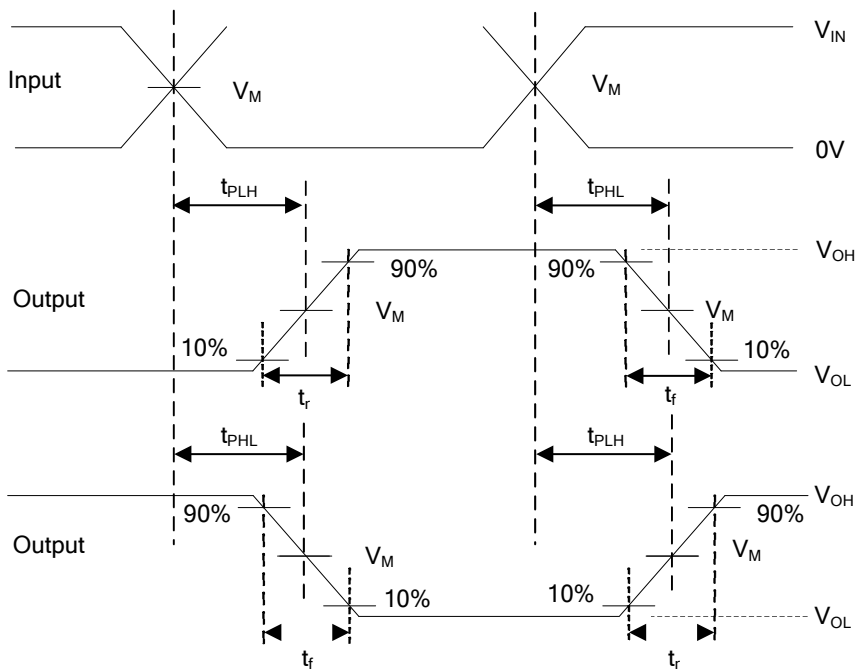 V_IN
Input
V_M
V_M
0V
t_PLH
t_PHL
V_OH
90%
90%
Output
V_M
V_M
10%
10%
V_OL
t_r
t_f
t_PHL
t_PLH
V_OH
90%
90%
Output
V_M
V_M
10%
10%
V_OL
t_f
t_r